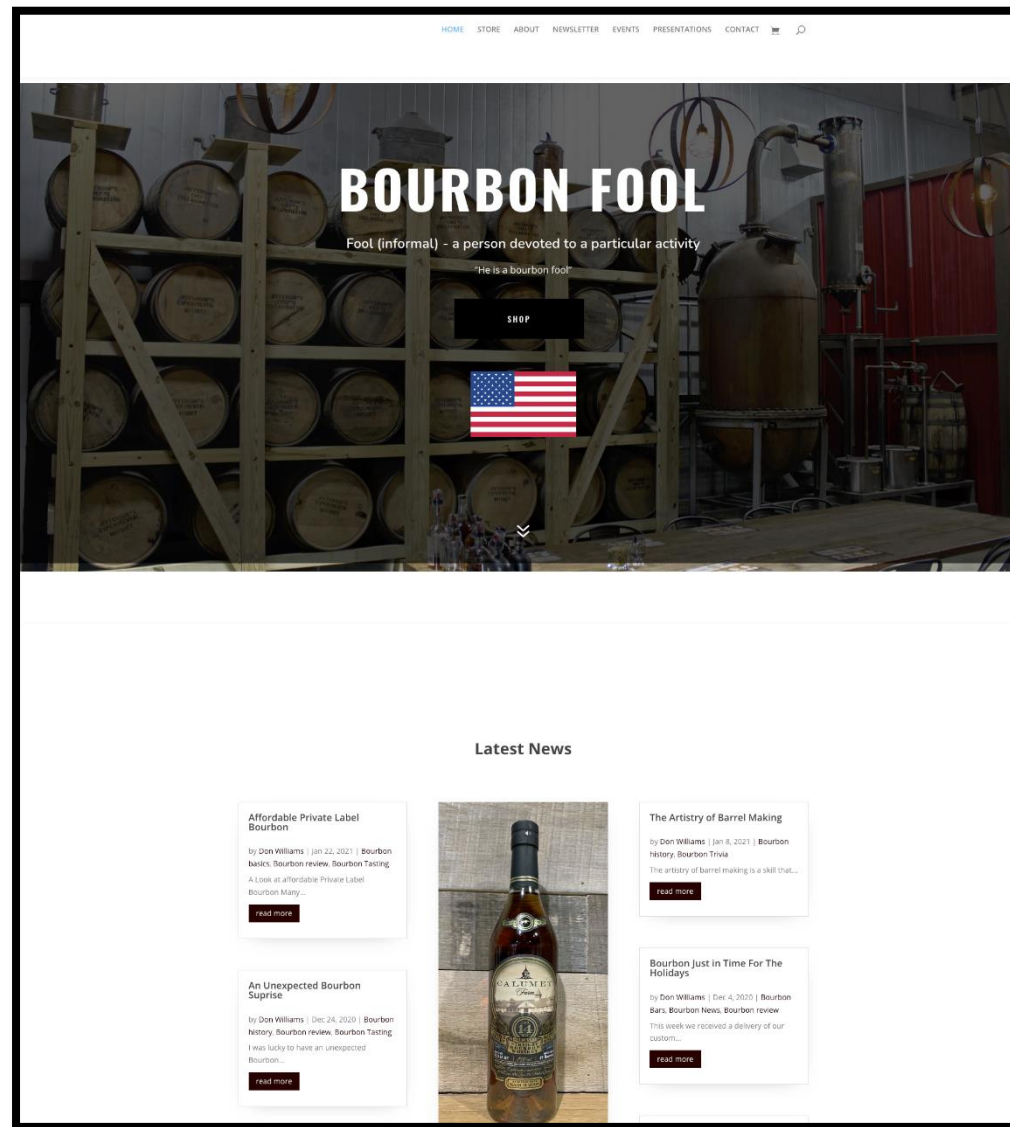 HOME STORE ABOUT NEWSLETTER EVENTS PRESENTATIONS CONTACT
BOURBON FOOL
Fool (informal) - a person devoted to a particular activity
"He is a bourbon fool"
SHOP
Latest News
Affordable Private Label
Bourbon
by Don Williams | Jan 22, 2021 | Bourbon
basics, Bourbon review, Bourbon Tasting
A Look at affordable Private Label
Bourbon Many...
read more
An Unexpected Bourbon
Suprise
by Don Williams | Dec 24, 2020 | Bourbon
history, Bourbon review, Bourbon Tasting
I was lucky to have an unexpected
Bourbon...
read more
CALUMET
Farm
The Artistry of Barrel Making
by Don Williams | Jan 8, 2021 | Bourbon
history, Bourbon Trivia
The artistry of barrel making is a skill that...
read more
Bourbon Just in Time For The
Holidays
by Don Williams | Dec 4, 2020 | Bourbon
Bars, Bourbon News, Bourbon review
This week we received a delivery of our
custom...
read more